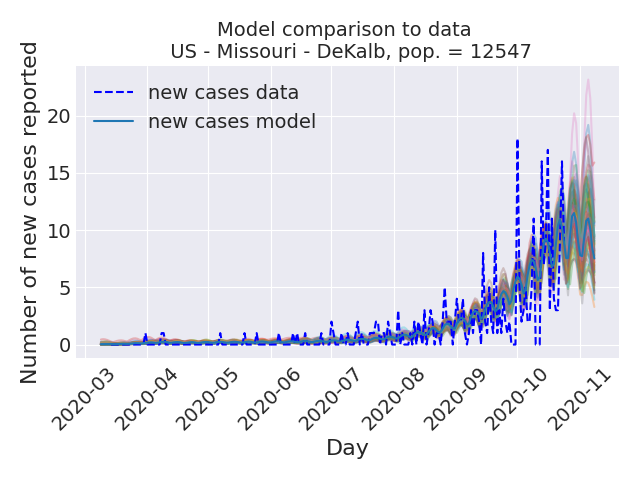 Model comparison to data
US - Missouri - DeKalb, pop. = 12547
Number of new cases reported
new cases data
new cases model
20
15
10
5
0
2020-03
2020-04
2020-05
2020-06
2020-07
2020-08
2020-09
2020-10
2020-11
Day